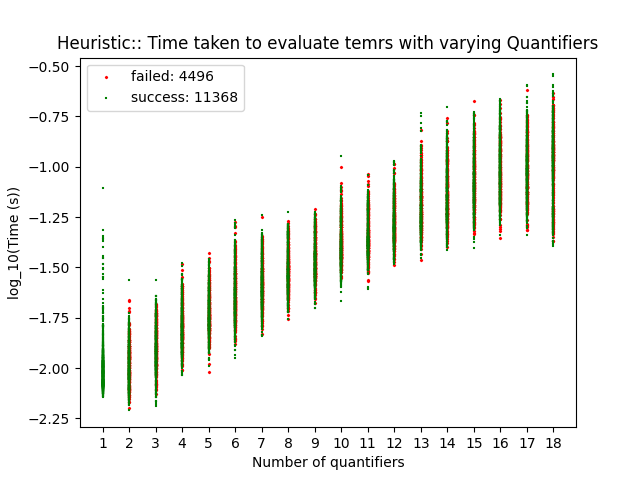 Heuristic:: Time taken to evaluate temrs with varying Quantifiers
failed: 4496
success: 11368
−0.50
−0.75
−1.00
−1.25
−1.50
−1.75
−2.00
−2.25
log_10(Time (s))
1 2 3 4 5 6 7 8 9 10 11 12 13 14 15 16 17 18
Number of quantifiers